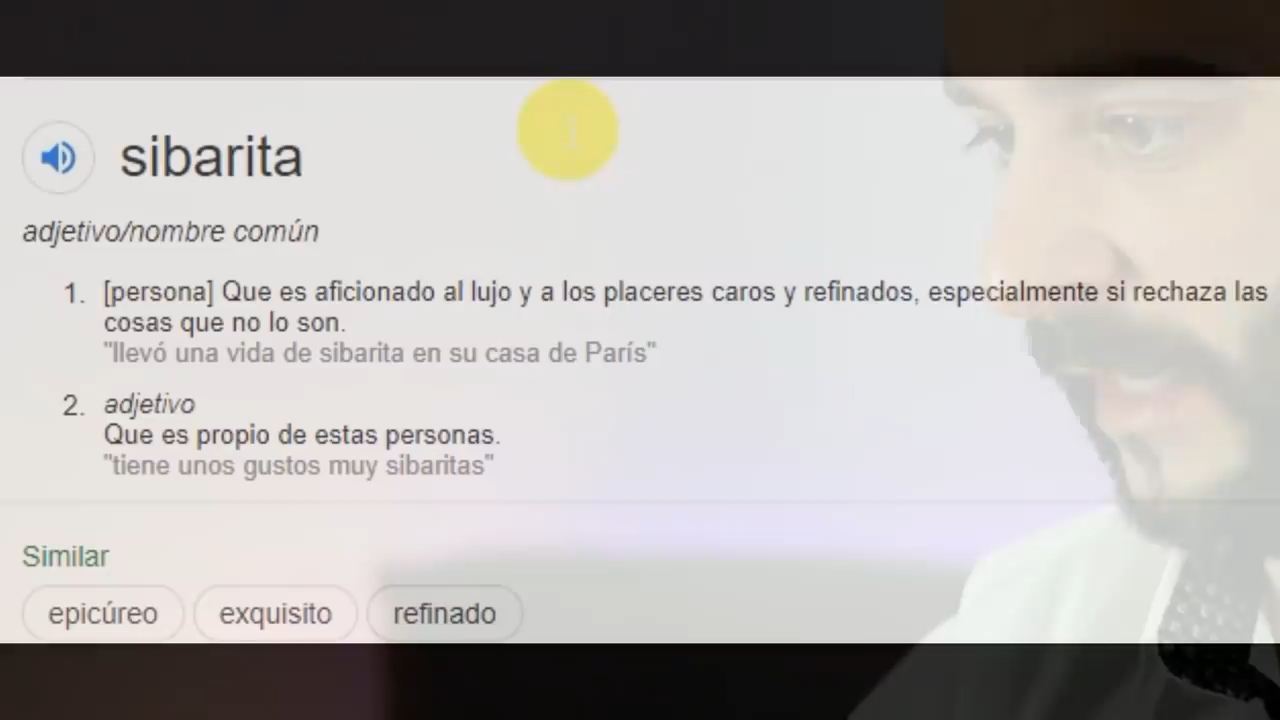 sibarita
adjetivo/nombre común
1. [persona] Que es aficionado al lujo y a los placeres caros y refinados, especialmente si rechaza las
cosas que no lo son.
"llevó una vida de sibarita en su casa de París"
2. adjetivo
Que es propio de estas personas.
"tiene unos gustos muy sibaritas"
Similar
epicúreo exquisito refinado